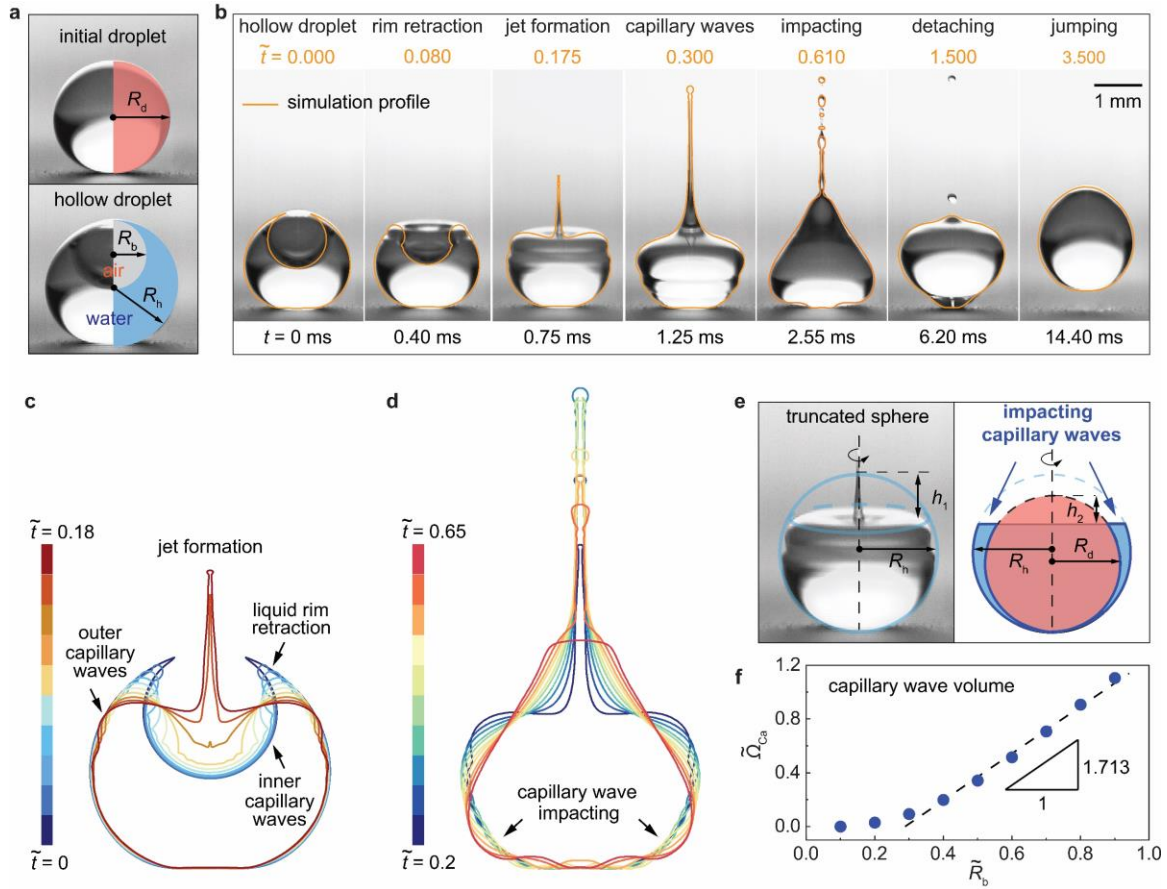 a
initial droplet
R_d
hollow droplet
R_b
air
R_h
water
b
hollow droplet rim retraction jet formation capillary waves impacting detaching jumping
t̃ = 0.000 0.080 0.175 0.300 0.610 1.500 3.500
simulation profile
1 mm
t = 0 ms 0.40 ms 0.75 ms 1.25 ms 2.55 ms 6.20 ms 14.40 ms
c
t̃ = 0.18
jet formation
outer
capillary
waves
liquid rim
retraction
inner
capillary
waves
t̃ = 0
d
t̃ = 0.65
capillary wave
impacting
t̃ = 0.2
e
truncated sphere
h_1
R_h
impacting
capillary waves
h_2
R_h
R_d
f
capillary wave volume
1.2
0.8
0.4
0.0
Ω̃_Ca
1.713
1
0.0 0.2 0.4 0.6 0.8 1.0
R̃_b